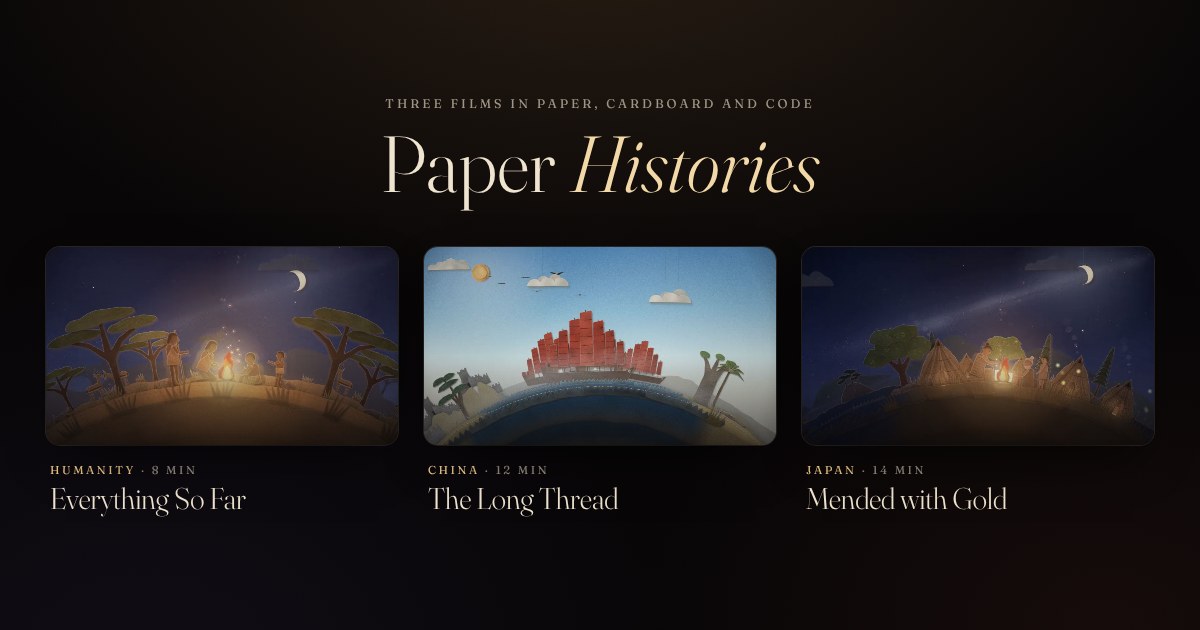 THREE FILMS IN PAPER, CARDBOARD AND CODE
Paper Histories
HUMANITY · 8 MIN
Everything So Far
CHINA · 12 MIN
The Long Thread
JAPAN · 14 MIN
Mended with Gold